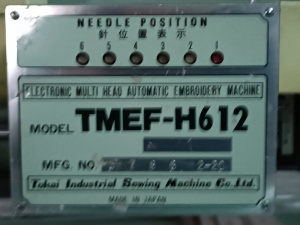 NEEDLE POSITION
針位置表示
6 5 4 3 2 1
ELECTRONIC MULTI HEAD AUTOMATIC EMBROIDERY MACHINE
MODEL TMEF-H612
MFG. NO.
Tokai Industrial Sewing Machine Co., Ltd.
MADE IN JAPAN